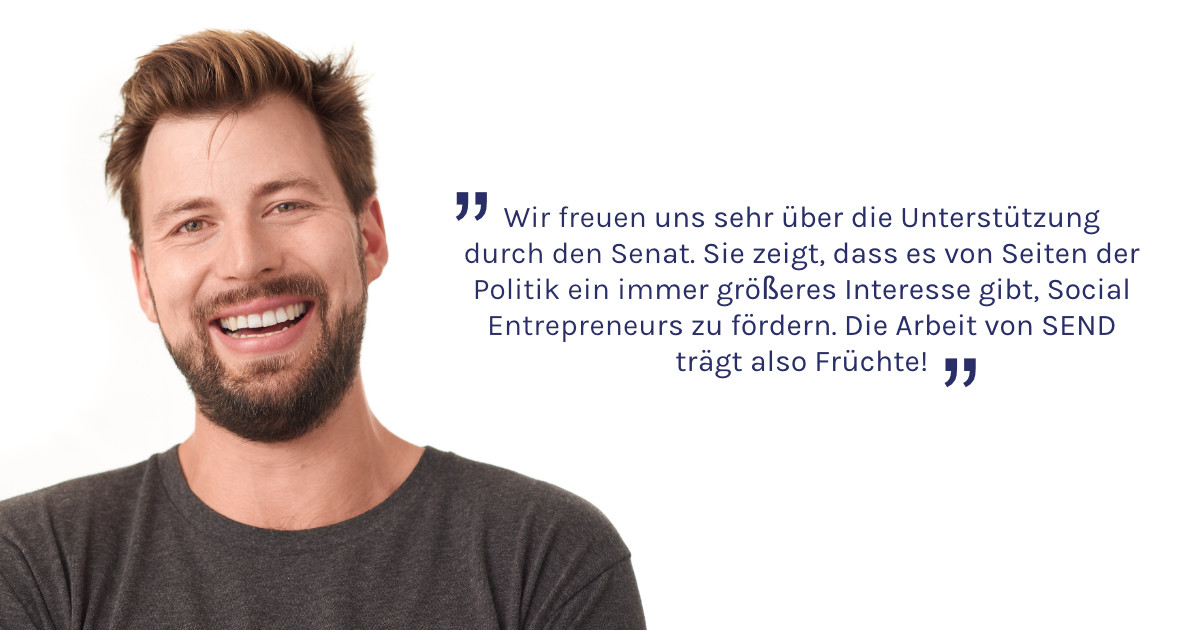 ” Wir freuen uns sehr über die Unterstützung
durch den Senat. Sie zeigt, dass es von Seiten der
Politik ein immer größeres Interesse gibt, Social
Entrepreneurs zu fördern. Die Arbeit von SEND
trägt also Früchte! ”